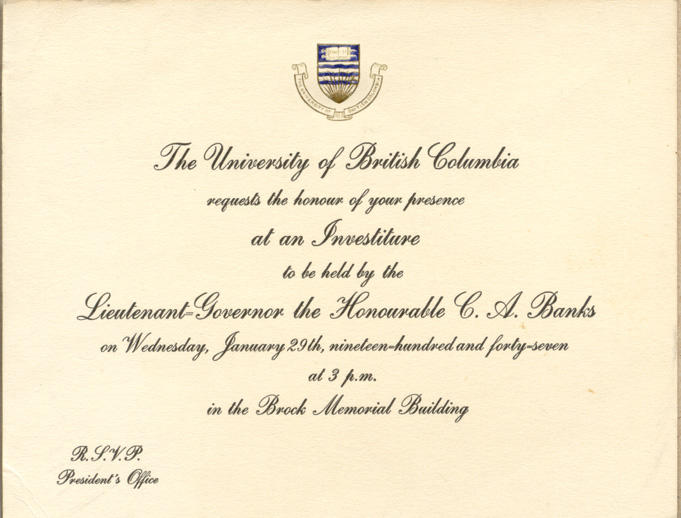 The University of British Columbia
requests the honour of your presence
at an Investiture
to be held by the
Lieutenant-Governor the Honourable C. A. Banks
on Wednesday, January 29th, nineteen-hundred and forty-seven
at 3 p.m.
in the Brock Memorial Building
R.S.V.P.
President's Office